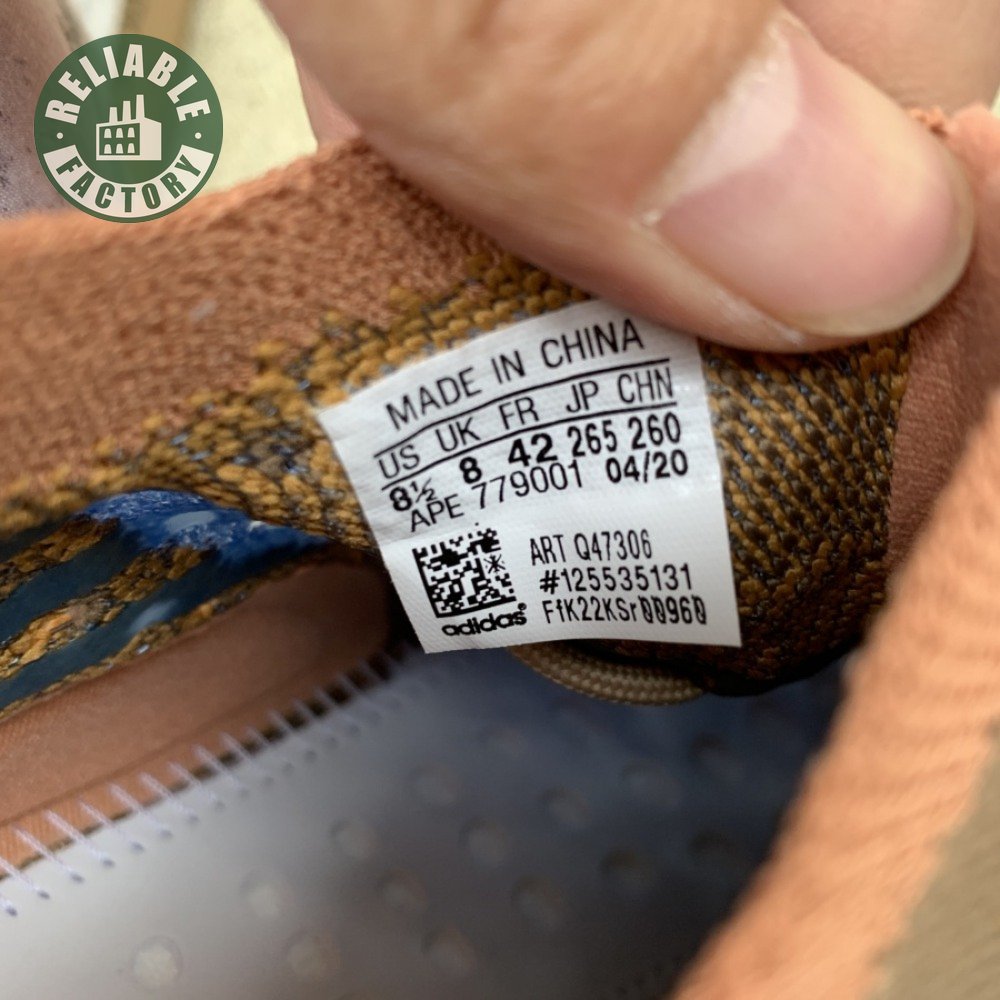 RELIABLE
FACTORY
MADE IN CHINA
US UK FR JP CHN
8½ 8 42 265 260
APE 779001 04/20
ART Q47306
#125535131
FfK22KSr00960
adidas®